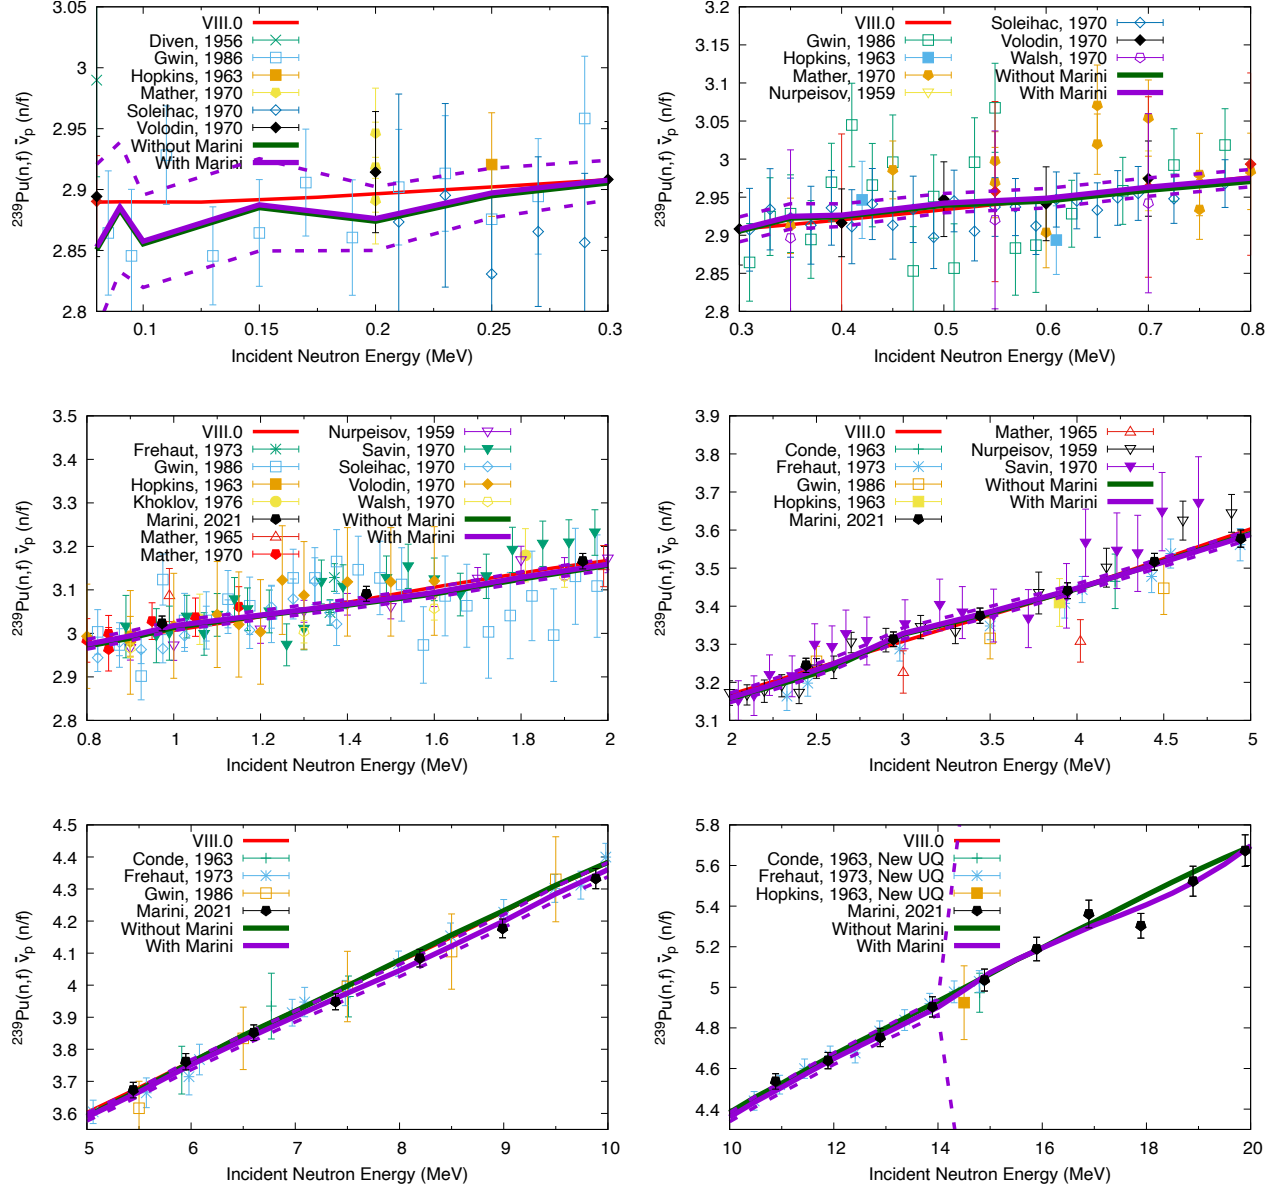 ²³⁹Pu(n,f) ν̄ₚ (n/f)
3.05
3
2.95
2.9
2.85
2.8
VIII.0
Diven, 1956
Gwin, 1986
Hopkins, 1963
Mather, 1970
Soleihac, 1970
Volodin, 1970
Without Marini
With Marini
0.1 0.15 0.2 0.25 0.3
Incident Neutron Energy (MeV)
²³⁹Pu(n,f) ν̄ₚ (n/f)
3.2
3.15
3.1
3.05
3
2.95
2.9
2.85
2.8
VIII.0
Gwin, 1986
Hopkins, 1963
Mather, 1970
Nurpeisov, 1959
Soleihac, 1970
Volodin, 1970
Walsh, 1970
Without Marini
With Marini
0.3 0.4 0.5 0.6 0.7 0.8
Incident Neutron Energy (MeV)
²³⁹Pu(n,f) ν̄ₚ (n/f)
3.5
3.4
3.3
3.2
3.1
3
2.9
2.8
VIII.0
Frehaut, 1973
Gwin, 1986
Hopkins, 1963
Khoklov, 1976
Marini, 2021
Mather, 1965
Mather, 1970
Nurpeisov, 1959
Savin, 1970
Soleihac, 1970
Volodin, 1970
Walsh, 1970
Without Marini
With Marini
0.8 1 1.2 1.4 1.6 1.8 2
Incident Neutron Energy (MeV)
²³⁹Pu(n,f) ν̄ₚ (n/f)
3.9
3.8
3.7
3.6
3.5
3.4
3.3
3.2
3.1
VIII.0
Conde, 1963
Frehaut, 1973
Gwin, 1986
Hopkins, 1963
Marini, 2021
Mather, 1965
Nurpeisov, 1959
Savin, 1970
Without Marini
With Marini
2 2.5 3 3.5 4 4.5 5
Incident Neutron Energy (MeV)
²³⁹Pu(n,f) ν̄ₚ (n/f)
4.5
4.4
4.3
4.2
4.1
4
3.9
3.8
3.7
3.6
VIII.0
Conde, 1963
Frehaut, 1973
Gwin, 1986
Marini, 2021
Without Marini
With Marini
5 6 7 8 9 10
Incident Neutron Energy (MeV)
²³⁹Pu(n,f) ν̄ₚ (n/f)
5.8
5.6
5.4
5.2
5
4.8
4.6
4.4
VIII.0
Conde, 1963, New UQ
Frehaut, 1973, New UQ
Hopkins, 1963, New UQ
Marini, 2021
Without Marini
With Marini
10 12 14 16 18 20
Incident Neutron Energy (MeV)